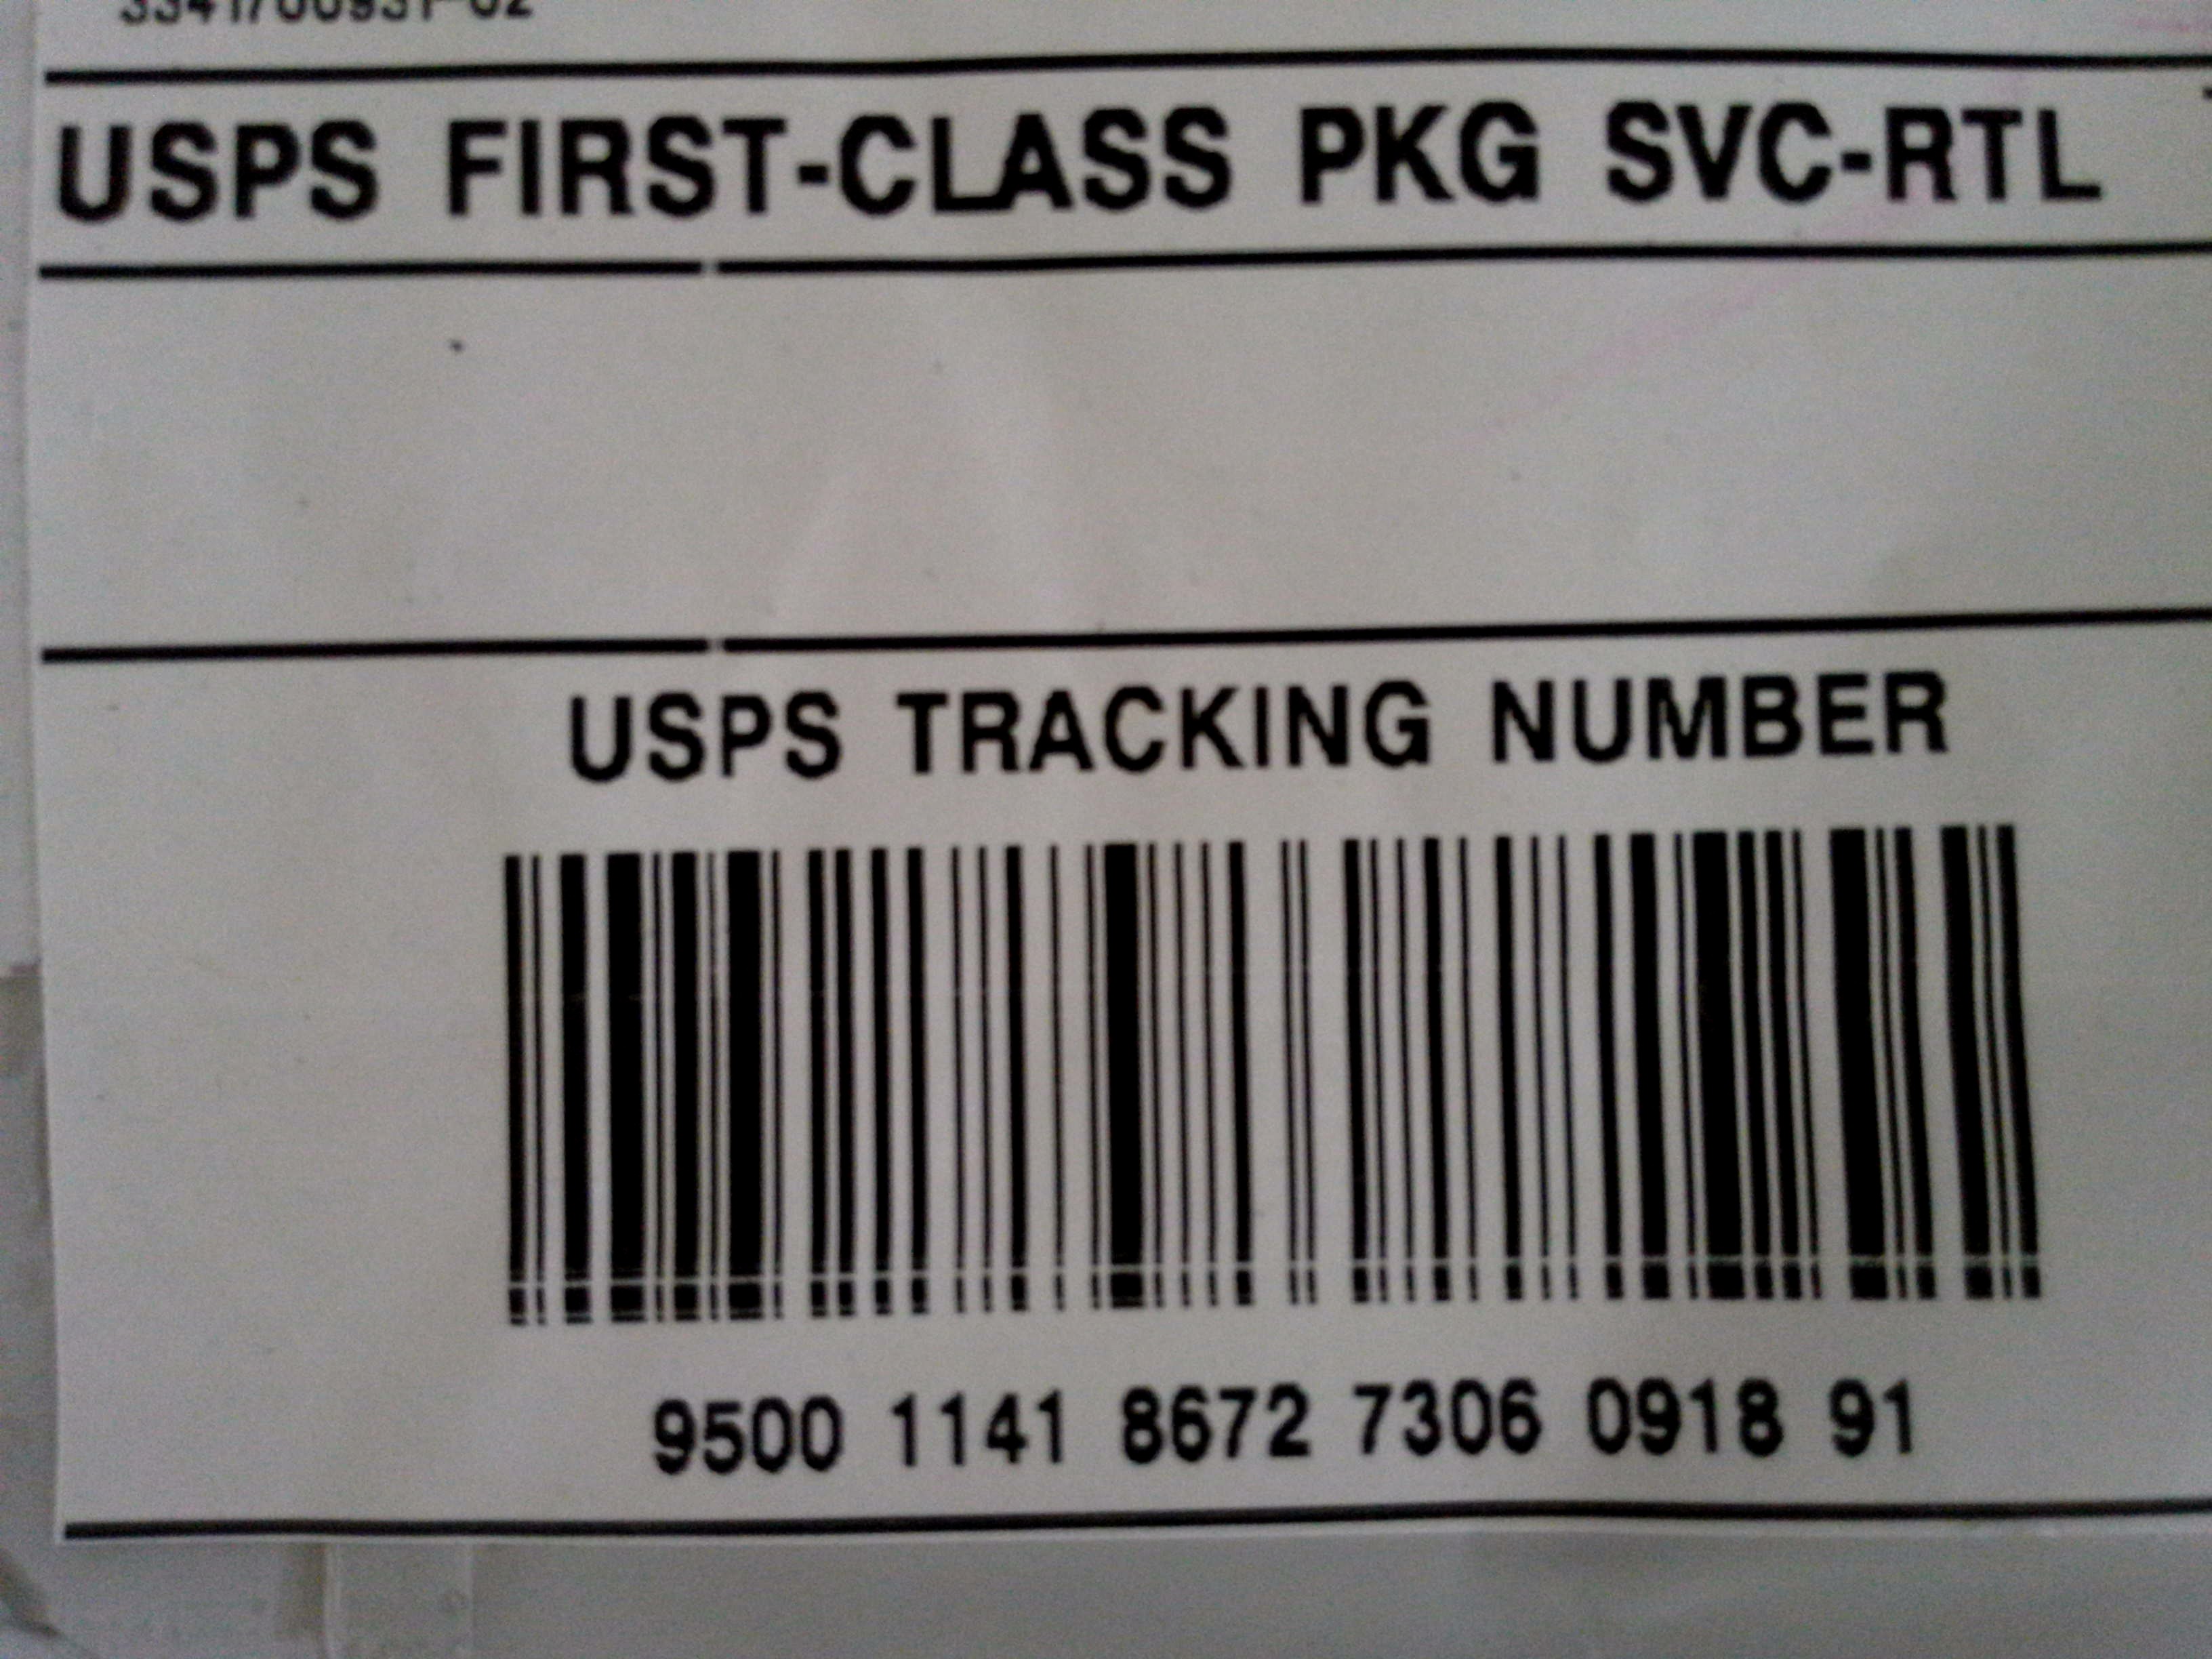 USPS FIRST-CLASS PKG SVC-RTL
USPS TRACKING NUMBER
9500 1141 8672 7306 0918 91